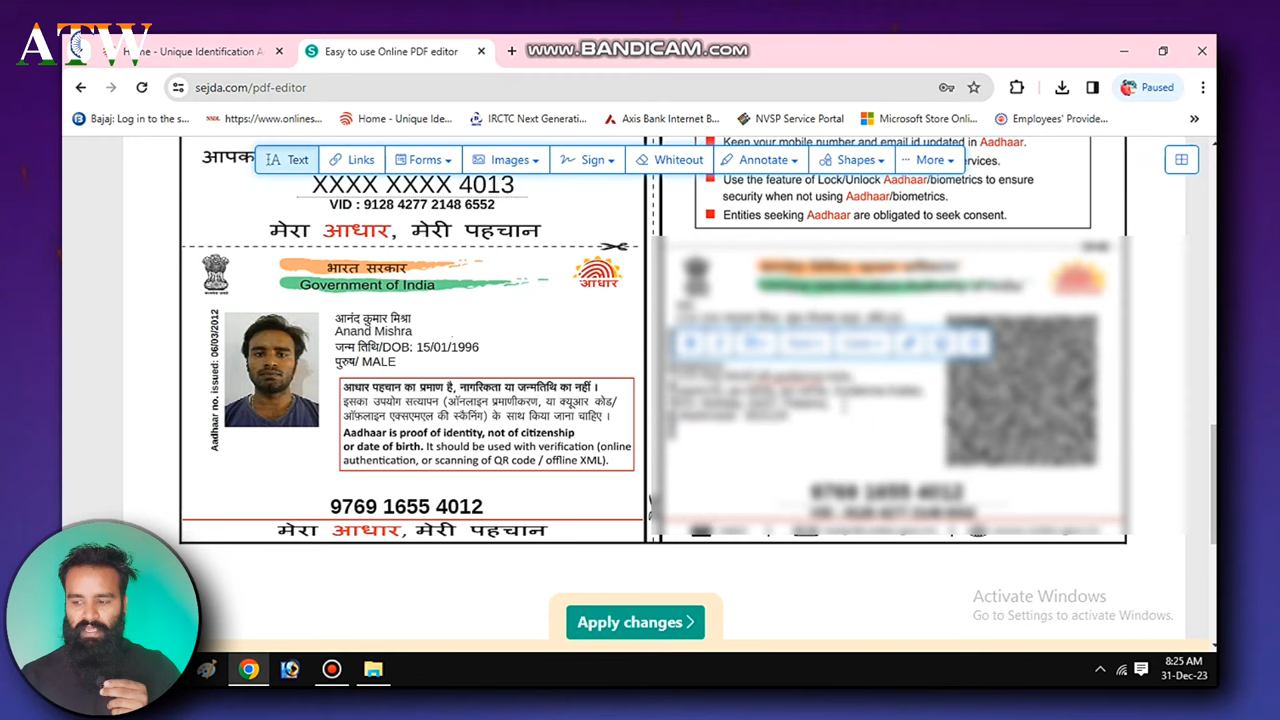 ATW
Home - Unique Identification A
Easy to use Online PDF editor
WWW.BANDICAM.COM
sejda.com/pdf-editor
Paused
Bajaj: Log in to the s...
https://www.onlines...
Home - Unique Ide...
IRCTC Next Generati...
Axis Bank Internet B...
NVSP Service Portal
Microsoft Store Onli...
Employees' Provide...
Text
Links
Forms
Images
Sign
Whiteout
Annotate
Shapes
More
आपक
XXXX XXXX 4013
VID : 9128 4277 2148 6552
मेरा आधार, मेरी पहचान
Keep your mobile number and email id updated in Aadhaar.
rvices.
Use the feature of Lock/Unlock Aadhaar/biometrics to ensure
security when not using Aadhaar/biometrics.
Entities seeking Aadhaar are obligated to seek consent.
भारत सरकार
Government of India
आधार
Aadhaar no. issued: 06/03/2012
आनंद कुमार मिश्रा
Anand Mishra
जन्म तिथि/DOB: 15/01/1996
पुरुष/ MALE
आधार पहचान का प्रमाण है, नागरिकता या जन्मतिथि का नहीं ।
इसका उपयोग सत्यापन (ऑनलाइन प्रमाणीकरण, या क्यूआर कोड/
ऑफ़लाइन एक्सएमएल की स्कैनिंग) के साथ किया जाना चाहिए ।
Aadhaar is proof of identity, not of citizenship
or date of birth. It should be used with verification (online
authentication, or scanning of QR code / offline XML).
9769 1655 4012
मेरा आधार, मेरी पहचान
9769 1655 4012
Apply changes
Activate Windows
Go to Settings to activate Windows.
8:25 AM
31-Dec-23